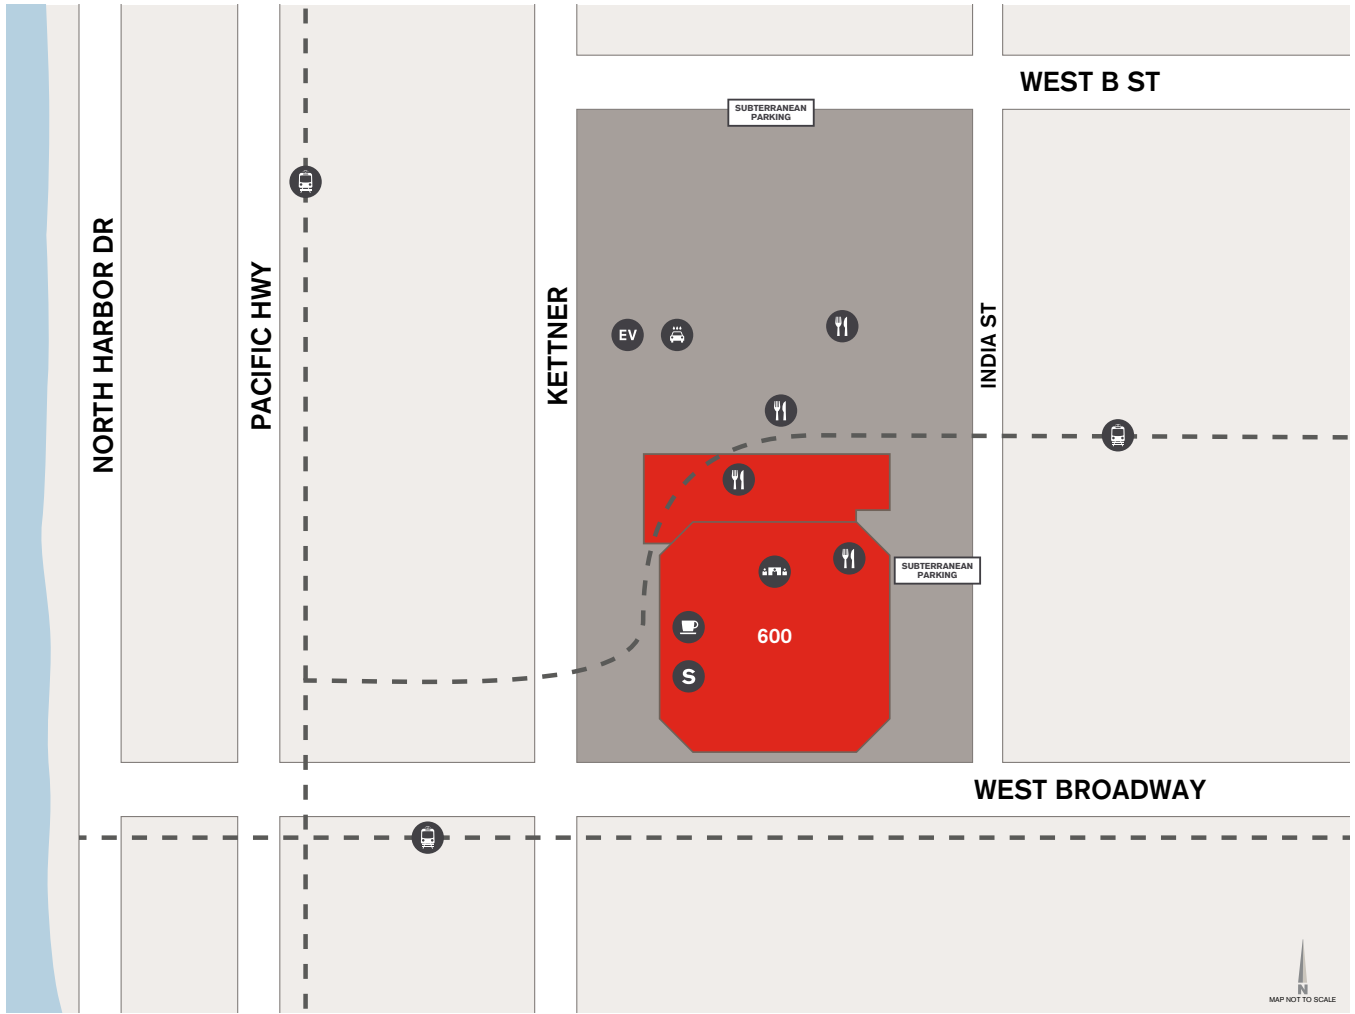 WEST B ST
SUBTERRANEAN
PARKING
NORTH HARBOR DR
PACIFIC HWY
KETTNER
INDIA ST
EV
SUBTERRANEAN
PARKING
600
S
WEST BROADWAY
N
MAP NOT TO SCALE